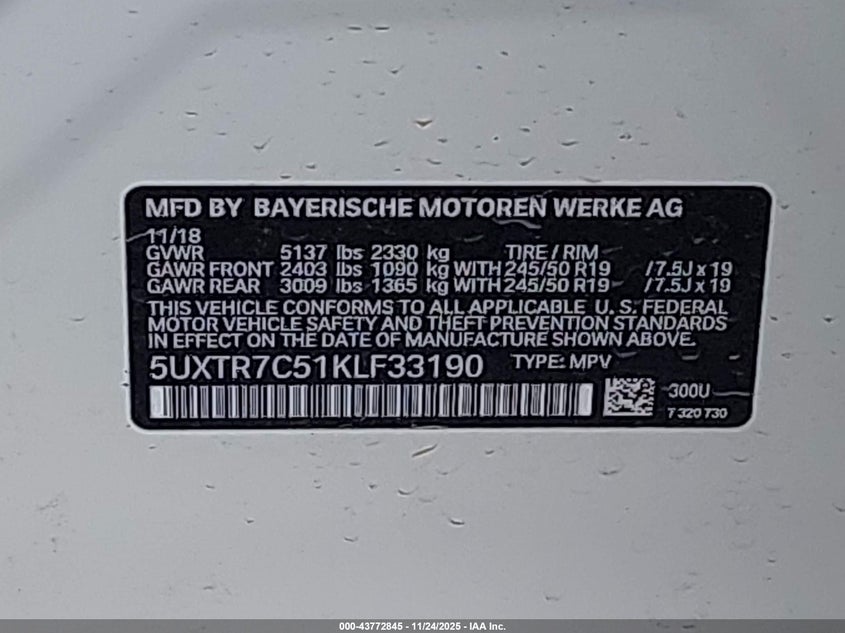 MFD BY BAYERISCHE MOTOREN WERKE AG
11/18
GVWR 5137 lbs 2330 kg TIRE / RIM
GAWR FRONT 2403 lbs 1090 kg WITH 245/50 R19 / 7.5J x 19
GAWR REAR 3009 lbs 1365 kg WITH 245/50 R19 / 7.5J x 19
THIS VEHICLE CONFORMS TO ALL APPLICABLE U. S. FEDERAL
MOTOR VEHICLE SAFETY AND THEFT PREVENTION STANDARDS
IN EFFECT ON THE DATE OF MANUFACTURE SHOWN ABOVE.
5UXTR7C51KLF33190 TYPE: MPV
300U
7 320 730
000-43772845 - 11/24/2025 - IAA Inc.